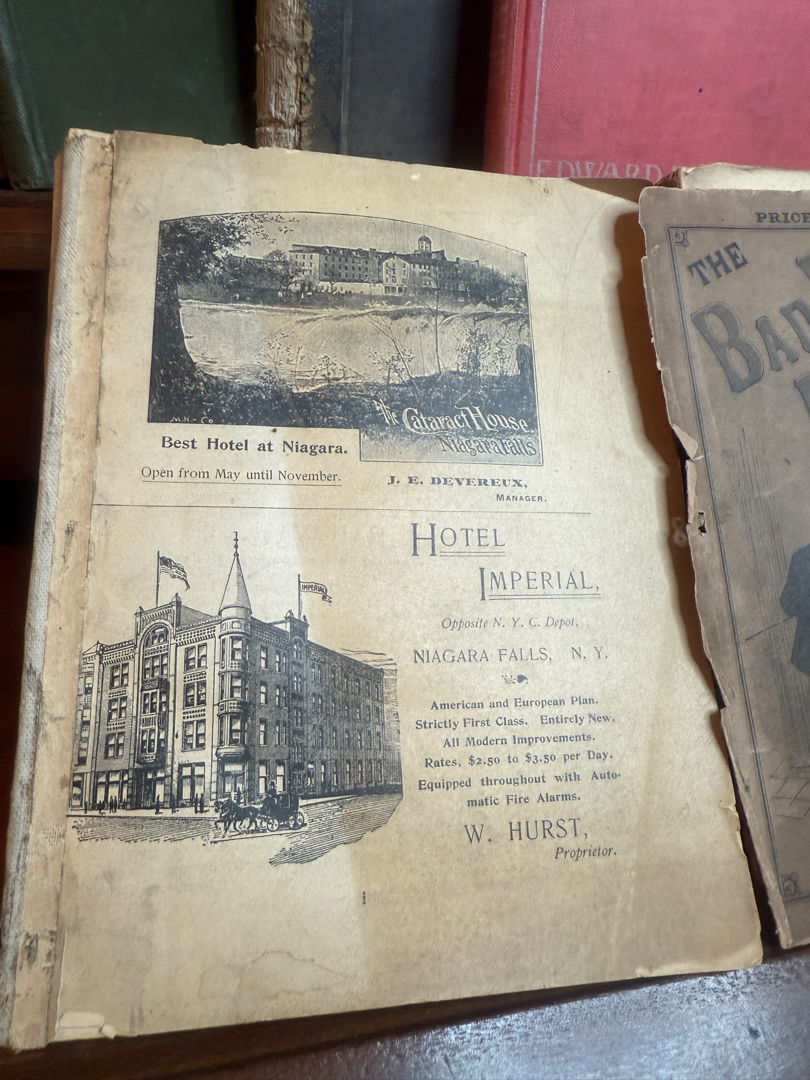 EDWARD
PRICE
THE
M.N.-Co
The Cataract House
Niagara Falls
Best Hotel at Niagara.
Open from May until November.
J. E. DEVEREUX,
MANAGER.
HOTEL
IMPERIAL,
IMPERIAL
Opposite N. Y. C. Depot,
NIAGARA FALLS, N. Y.
American and European Plan.
Strictly First Class. Entirely New,
All Modern Improvements.
Rates, $2.50 to $3.50 per Day.
Equipped throughout with Auto-
matic Fire Alarms.
W. HURST,
Proprietor.
i